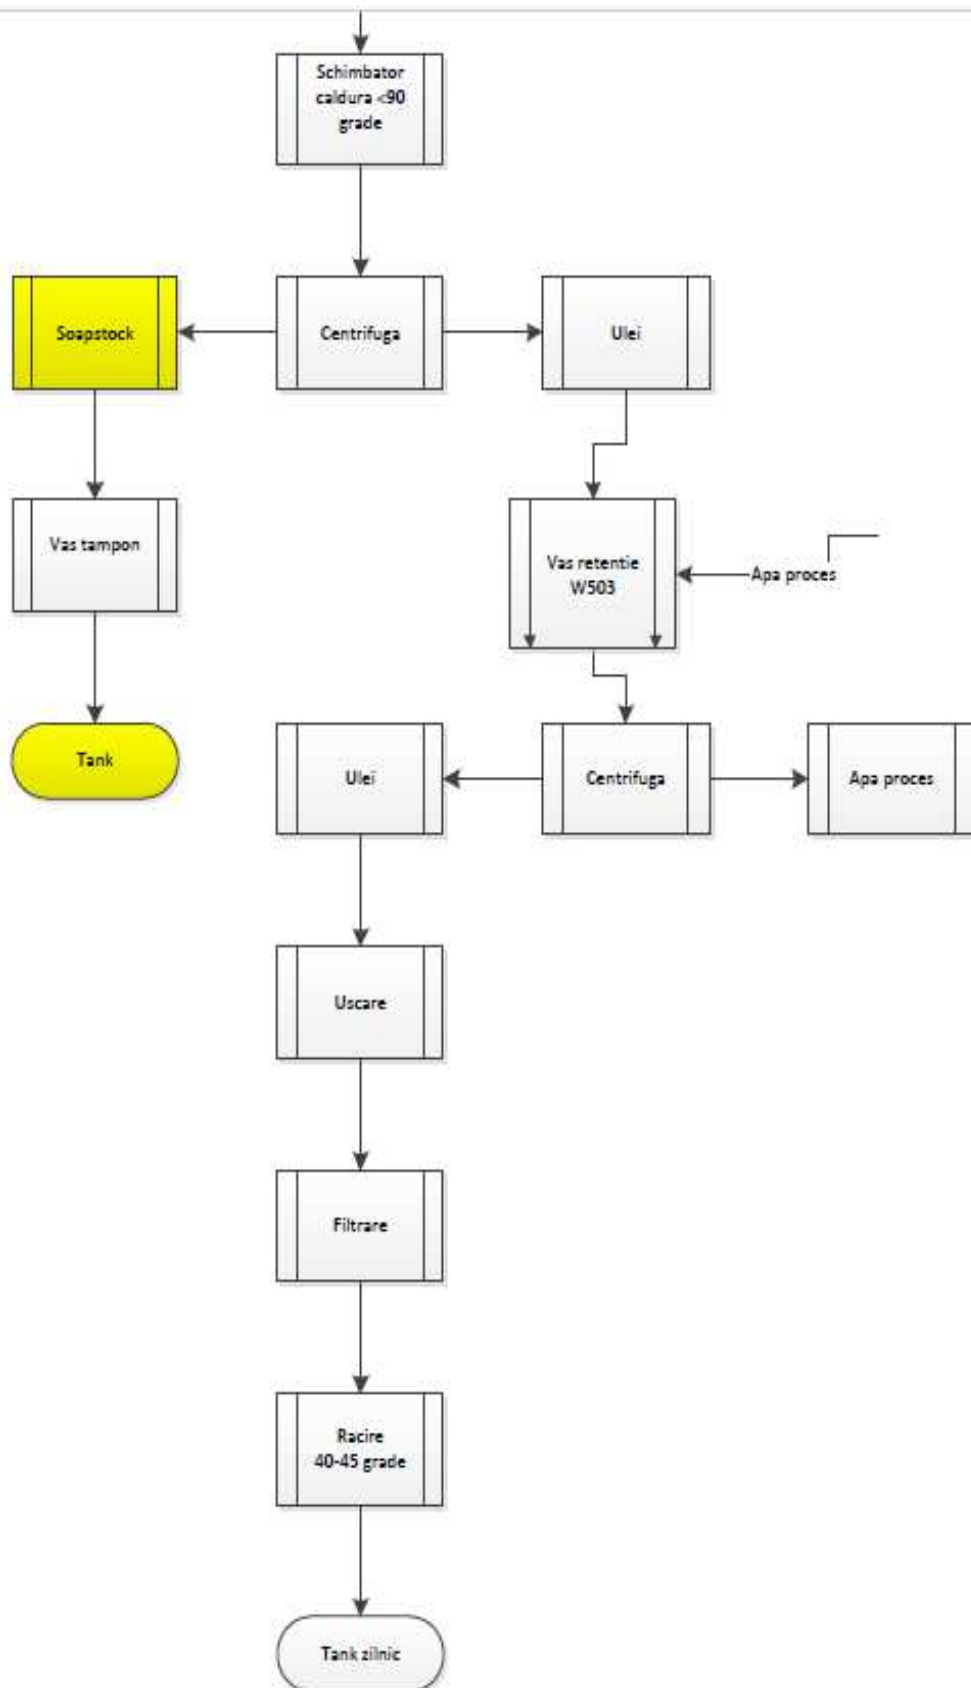 Schimbator
caldura <90
grade
Soapstock
Centrifuga
Ulei
Vas tampon
Vas retentie
W503
Apa proces
Tank
Ulei
Centrifuga
Apa proces
Uscare
Filtrare
Racire
40-45 grade
Tank zilnic